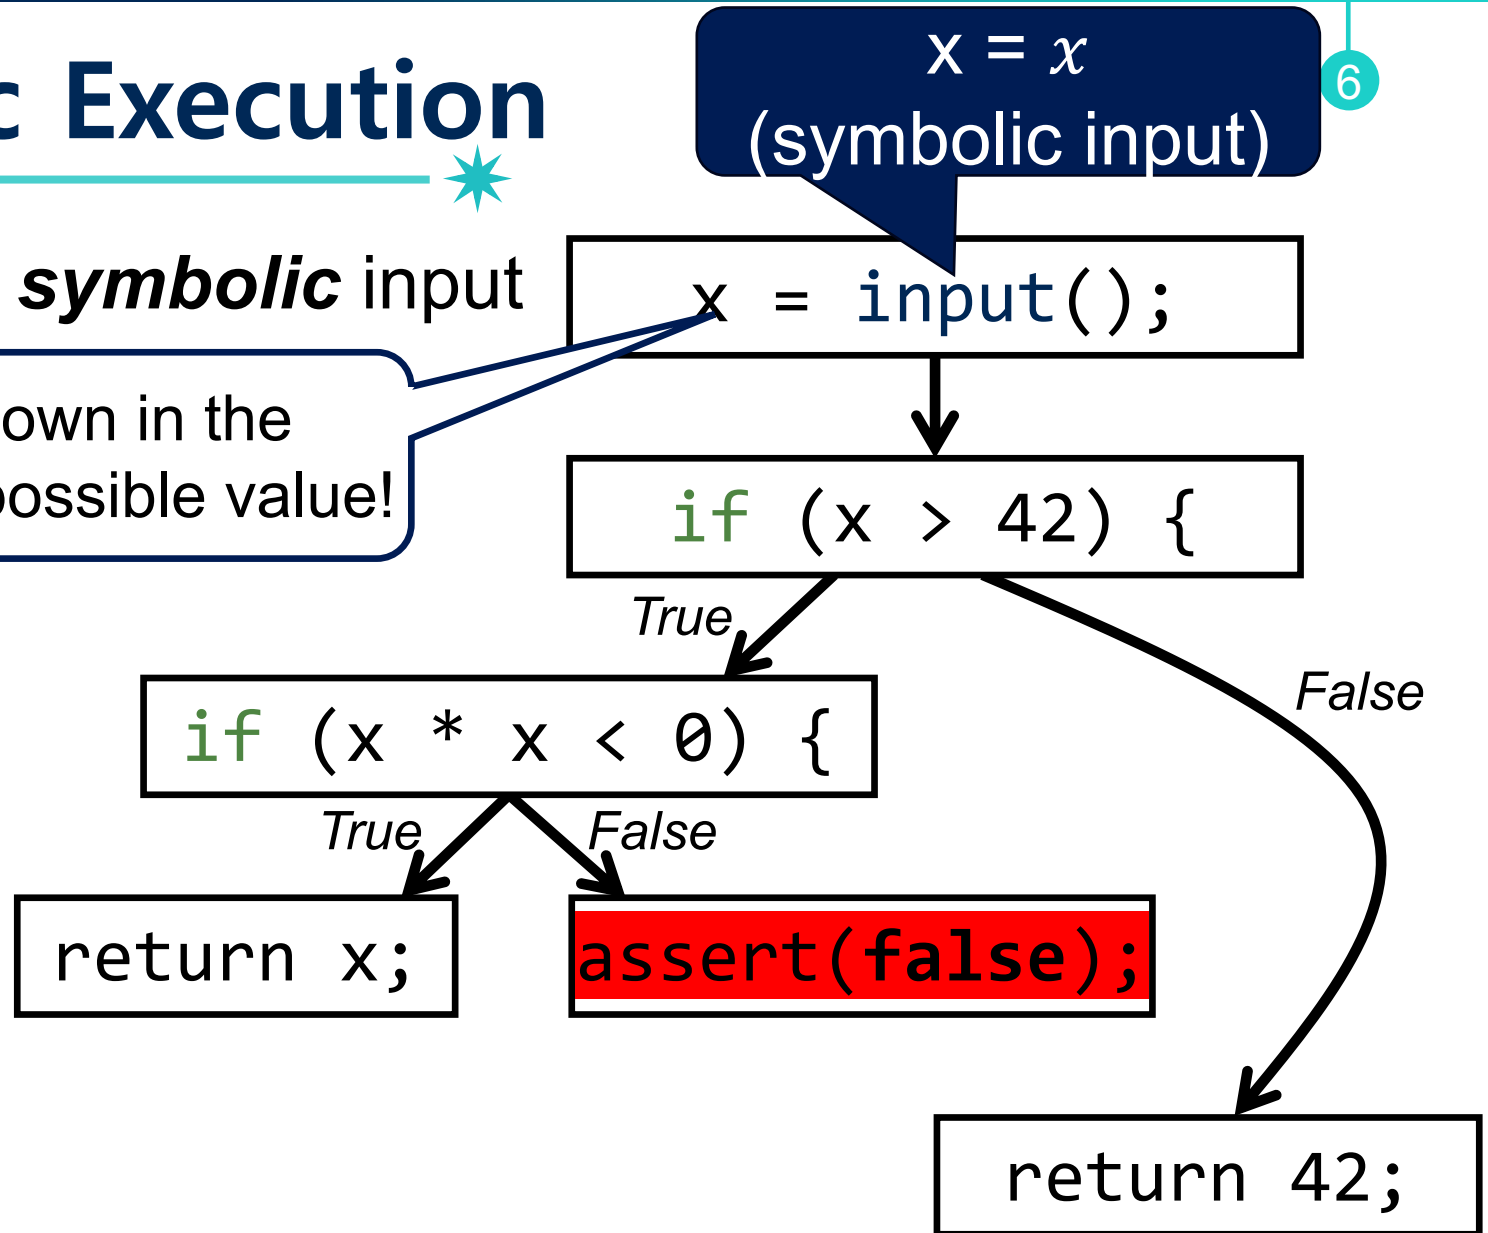 x = 𝑥
(symbolic input)
6
c Execution
symbolic input
x = input();
own in the
possible value!
if (x > 42) {
True
False
if (x * x < 0) {
True
False
return x;
assert(false);
return 42;